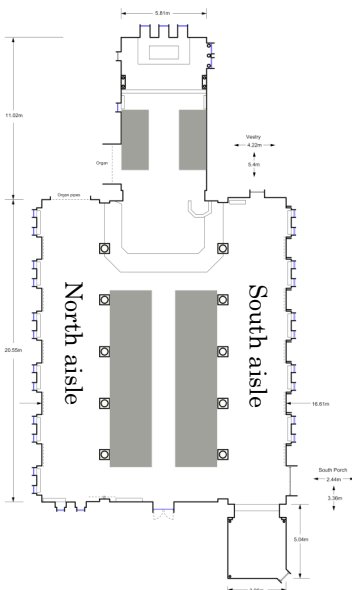 5.81m
11.02m
Vestry
4.22m
5.4m
Organ
Organ pipes
North aisle
South aisle
20.55m
16.61m
South Porch
2.44m
3.36m
5.04m